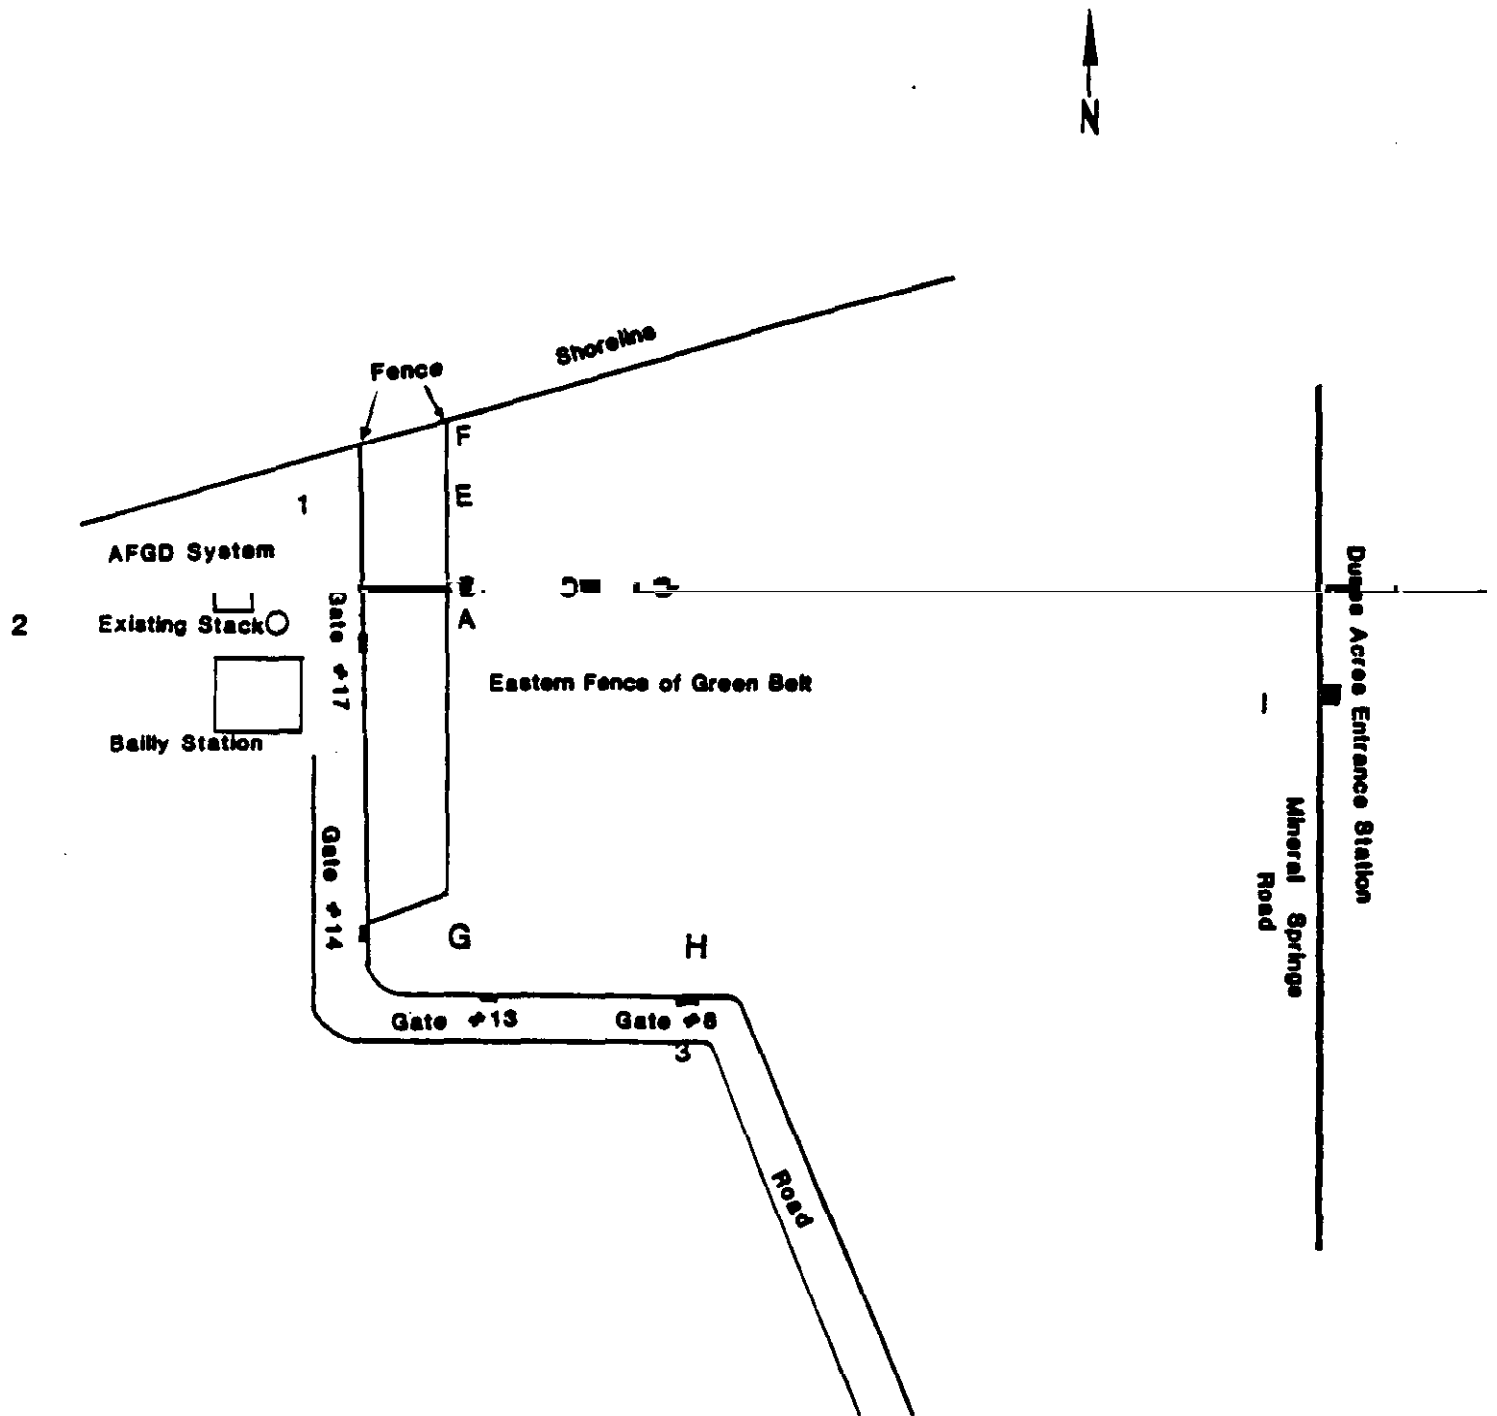 N
Shoreline
Fence
F
E
1
AFGD System
2
Existing Stack
A
Gate #17
Eastern Fence of Green Belt
I
Dunes Acres Entrance Station
Bailly Station
Mineral Springs
Road
Gate #14
G
H
Gate #13
Gate #8
3
Road